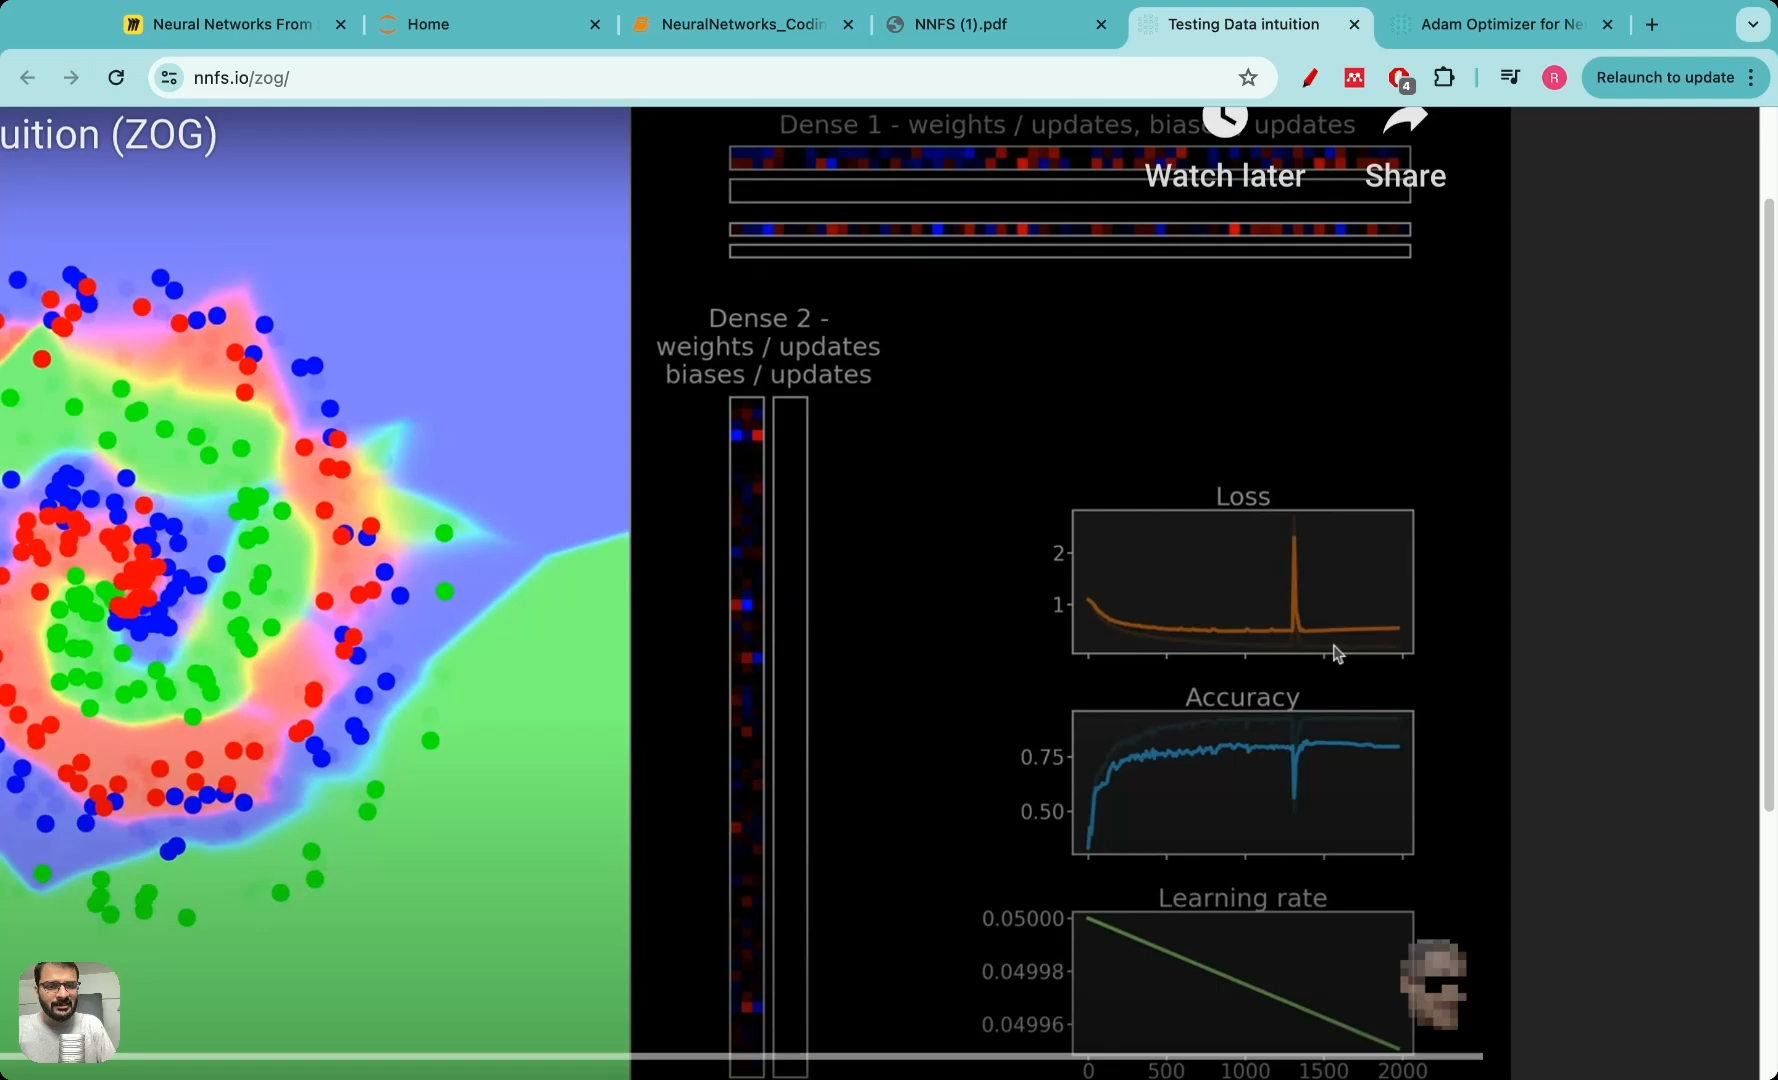 Neural Networks From
Home
NeuralNetworks_Codin
NNFS (1).pdf
Testing Data intuition
Adam Optimizer for Ne
nnfs.io/zog/
4
R
Relaunch to update
uition (ZOG)
Dense 1 - weights / updates, biases updates
Watch later
Share
Dense 2 -
weights / updates
biases / updates
Loss
2
1
Accuracy
0.75
0.50
Learning rate
0.05000
0.04998
0.04996
0 500 1000 1500 2000